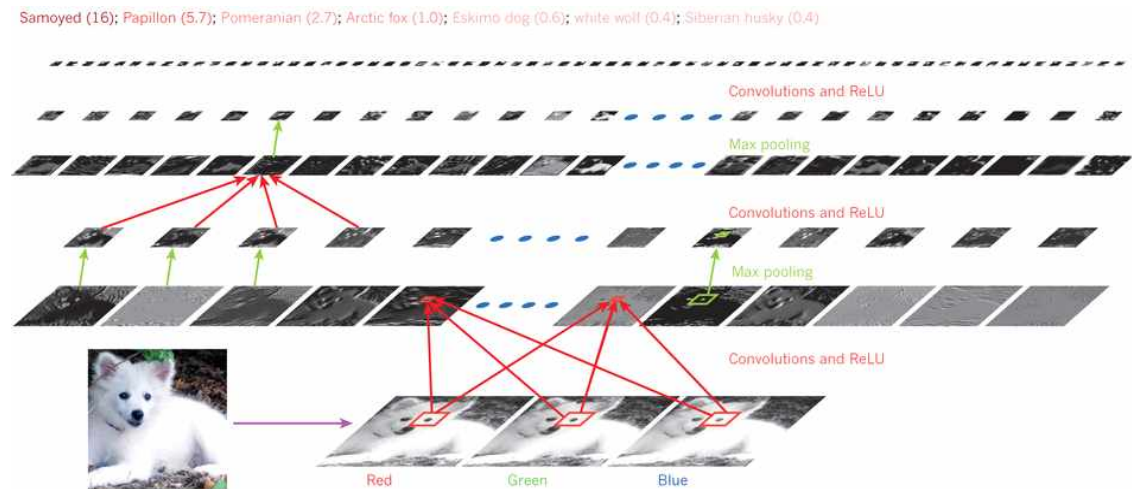 Samoyed (16); Papillon (5.7); Pomeranian (2.7); Arctic fox (1.0); Eskimo dog (0.6); white wolf (0.4); Siberian husky (0.4)
Convolutions and ReLU
Max pooling
Convolutions and ReLU
Max pooling
Convolutions and ReLU
Red
Green
Blue